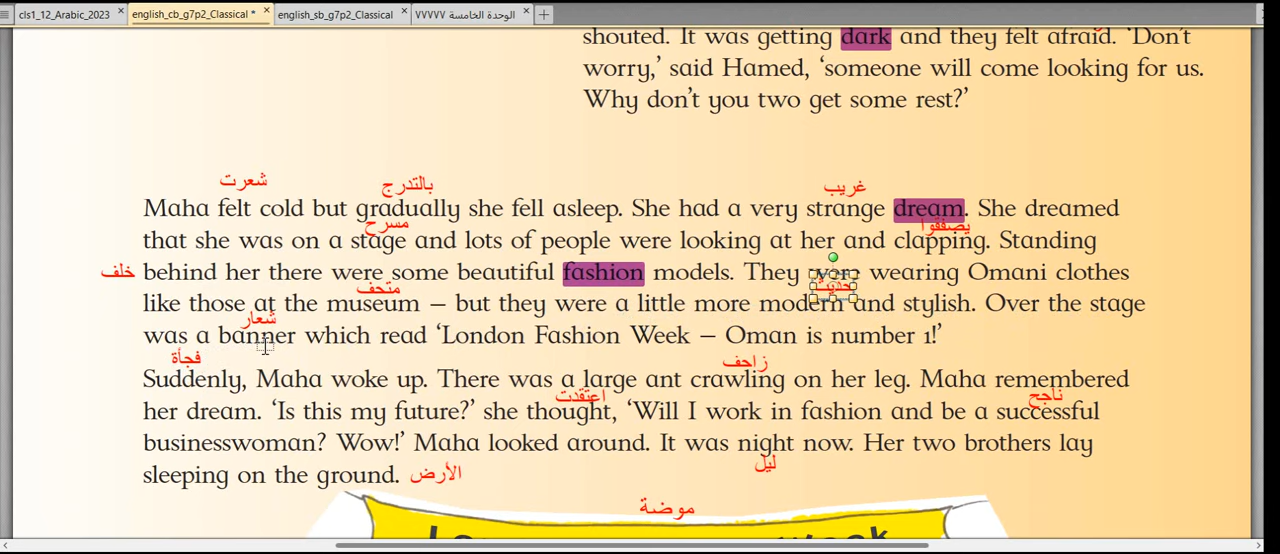 cls1_12_Arabic_2023
english_cb_g7p2_Classical *
english_sb_g7p2_Classical
الوحدة الخامسة ٧٧٧٧٧
shouted. It was getting dark and they felt afraid. ‘Don’t
worry,’ said Hamed, ‘someone will come looking for us.
Why don’t you two get some rest?’
شعرت بالتدرج غريب
Maha felt cold but gradually she fell asleep. She had a very strange dream. She dreamed
مسرح يصفقوا
that she was on a stage and lots of people were looking at her and clapping. Standing
خلف behind her there were some beautiful fashion models. They were wearing Omani clothes
متحف حديث
like those at the museum – but they were a little more modern and stylish. Over the stage
شعار
was a banner which read ‘London Fashion Week – Oman is number 1!’
فجأة زاحف
Suddenly, Maha woke up. There was a large ant crawling on her leg. Maha remembered
اعتقدت ناجح
her dream. ‘Is this my future?’ she thought, ‘Will I work in fashion and be a successful
businesswoman? Wow!’ Maha looked around. It was night now. Her two brothers lay
ليل
sleeping on the ground. الأرض
موضة